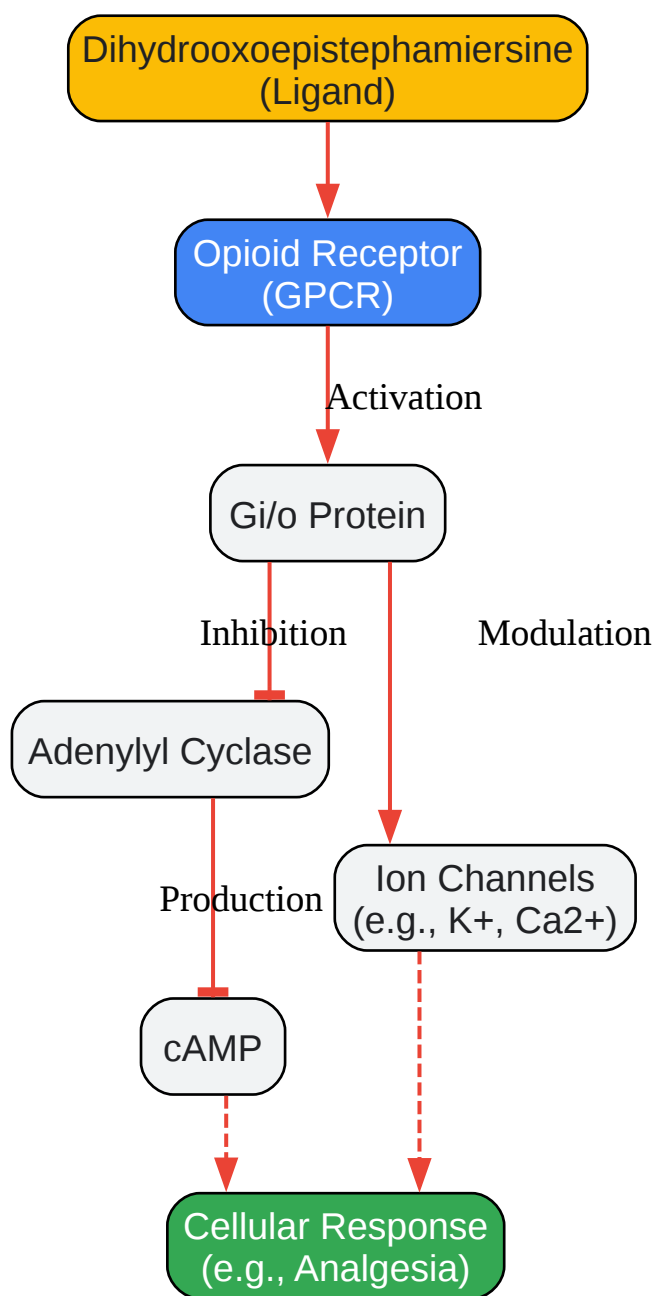 Dihydrooxoepistephamiersine
(Ligand)
Opioid Receptor
(GPCR)
Activation
Gi/o Protein
Inhibition
Modulation
Adenylyl Cyclase
Ion Channels
(e.g., K+, Ca2+)
Production
cAMP
Cellular Response
(e.g., Analgesia)